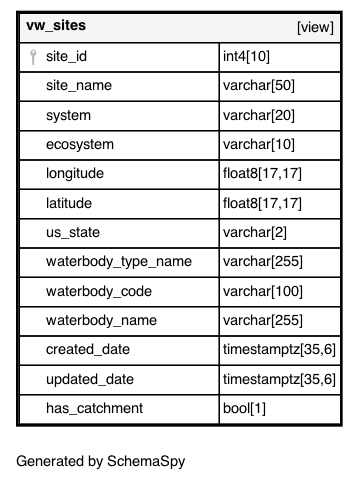 vw_sites [view]
site_id int4[10]
site_name varchar[50]
system varchar[20]
ecosystem varchar[10]
longitude float8[17,17]
latitude float8[17,17]
us_state varchar[2]
waterbody_type_name varchar[255]
waterbody_code varchar[100]
waterbody_name varchar[255]
created_date timestamptz[35,6]
updated_date timestamptz[35,6]
has_catchment bool[1]
Generated by SchemaSpy